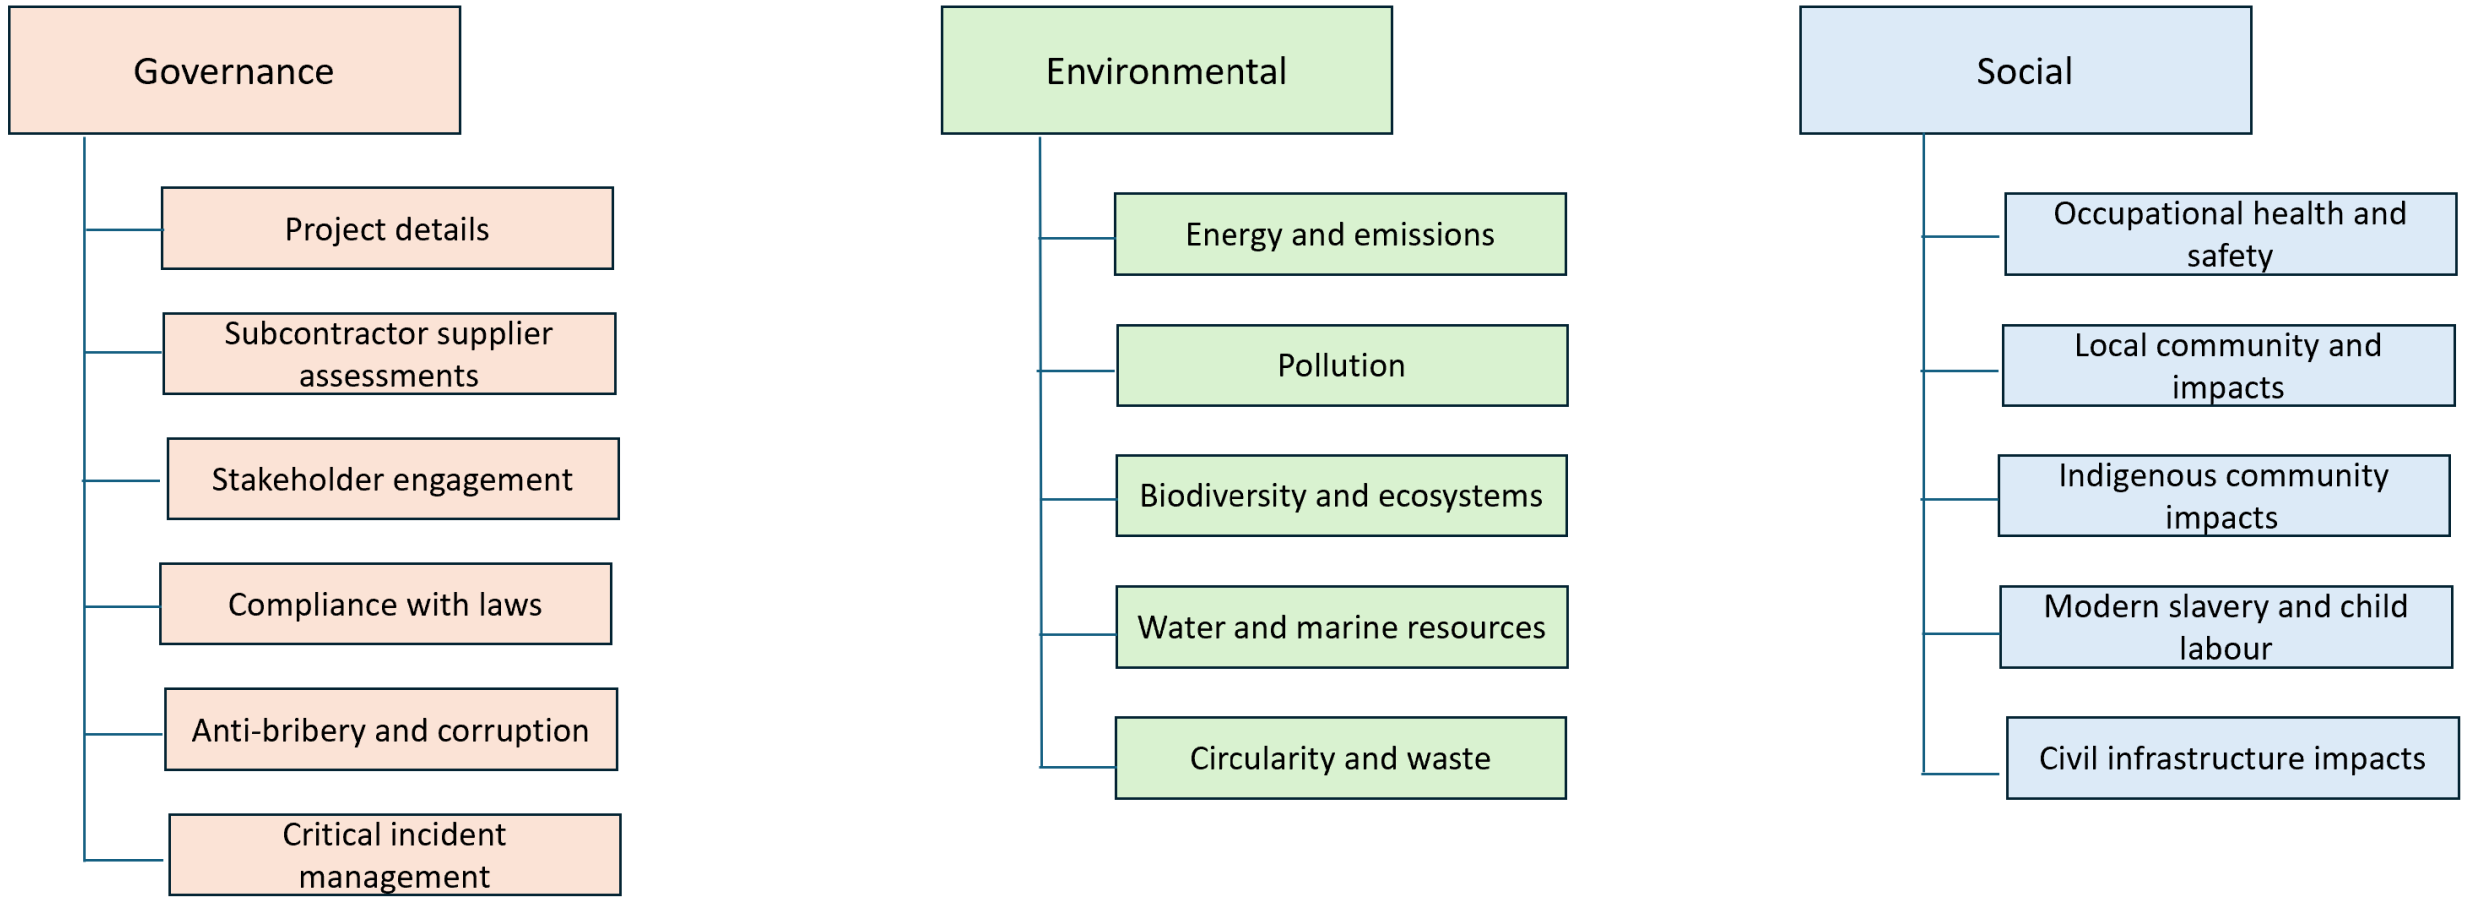 Governance
Project details
Subcontractor supplier
assessments
Stakeholder engagement
Compliance with laws
Anti-bribery and corruption
Critical incident
management
Environmental
Energy and emissions
Pollution
Biodiversity and ecosystems
Water and marine resources
Circularity and waste
Social
Occupational health and
safety
Local community and
impacts
Indigenous community
impacts
Modern slavery and child
labour
Civil infrastructure impacts